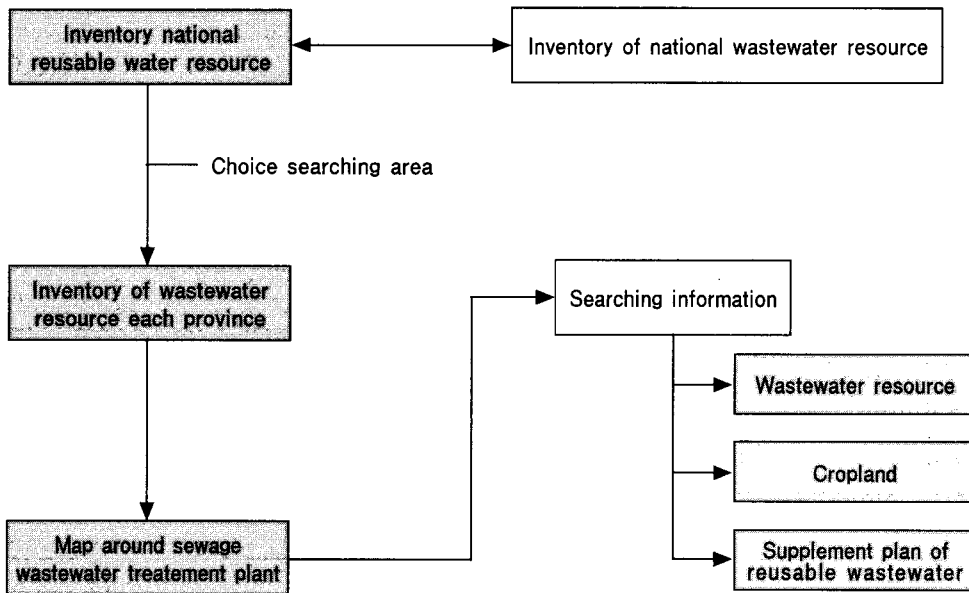 Inventory national
reusable water resource
Inventory of national wastewater resource
Choice searching area
Inventory of wastewater
resource each province
Searching information
Wastewater resource
Cropland
Map around sewage
wastewater treatement plant
Supplement plan of
reusable wastewater